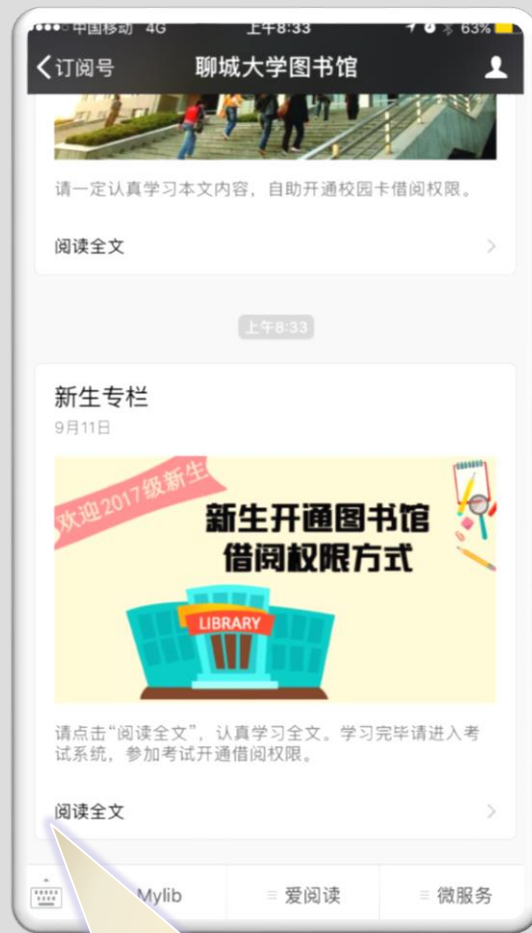 中国移动 4G 上午8:33 63%
订阅号 聊城大学图书馆
请一定认真学习本文内容，自助开通校园卡借阅权限。
阅读全文
上午8:33
新生专栏
9月11日
欢迎2017级新生
新生开通图书馆
借阅权限方式
LIBRARY
请点击“阅读全文”，认真学习全文。学习完毕请进入考
试系统，参加考试开通借阅权限。
阅读全文
Mylib 爱阅读 微服务